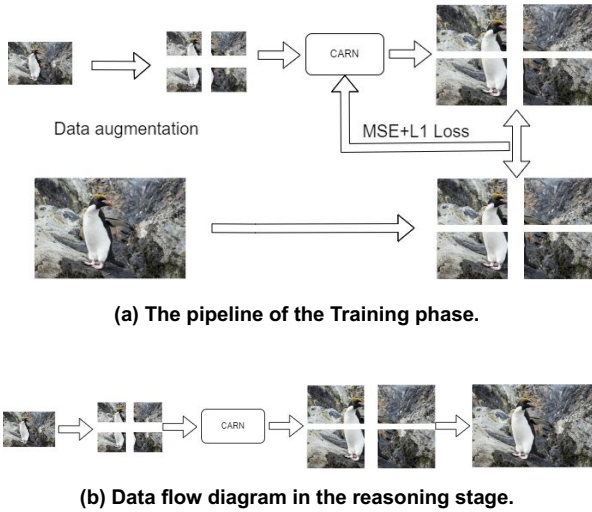 CARN
Data augmentation
MSE+L1 Loss
(a) The pipeline of the Training phase.
CARN
(b) Data flow diagram in the reasoning stage.